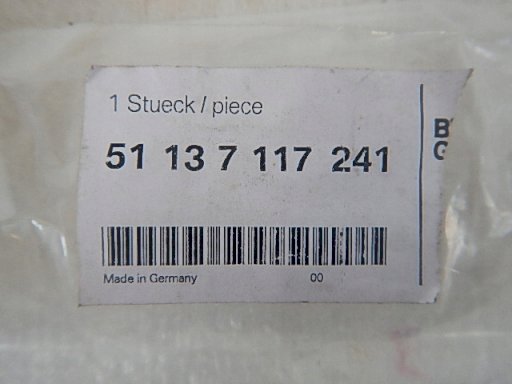 1 Stueck / piece
51 13 7 117 241
Made in Germany 00